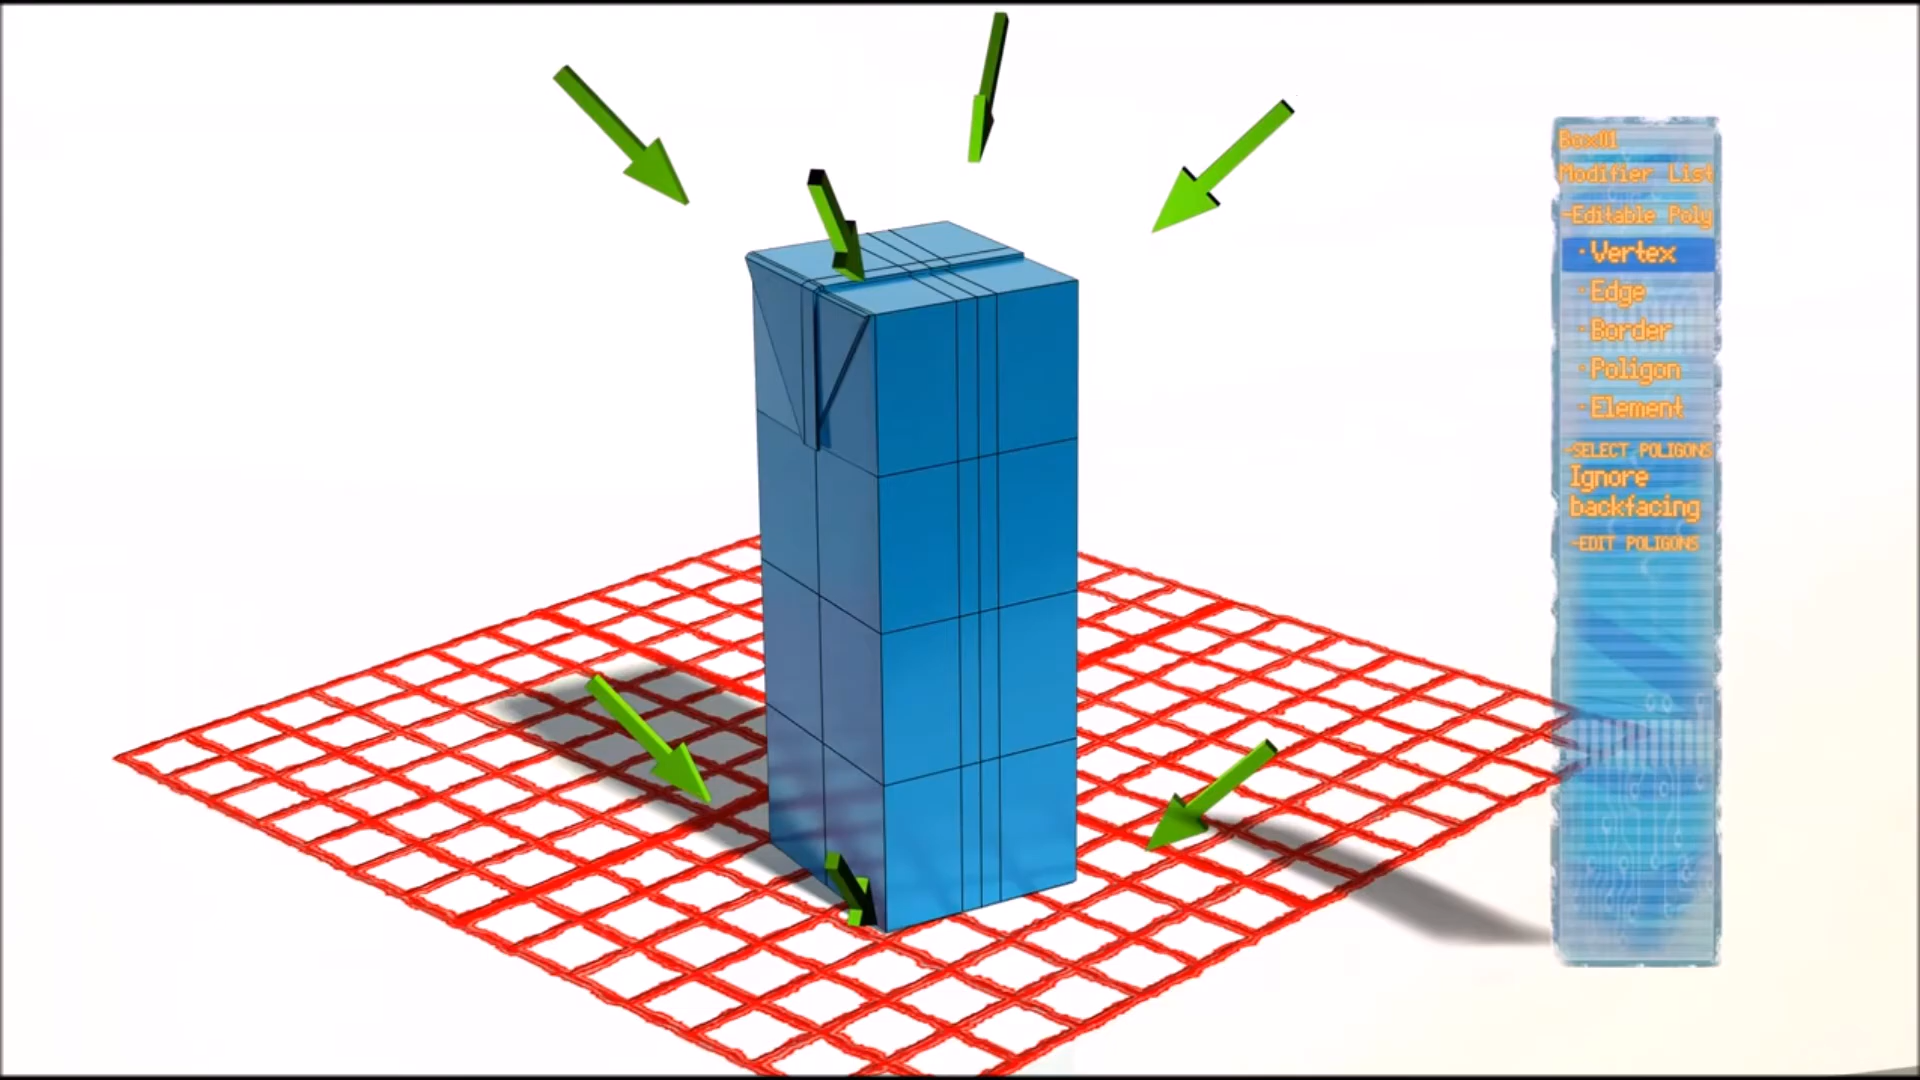 Box01
Modifier List
-Editable Poly
·Vertex
·Edge
·Border
·Poligon
·Element
-SELECT POLIGONS
Ignore
backfacing
-EDIT POLIGONS